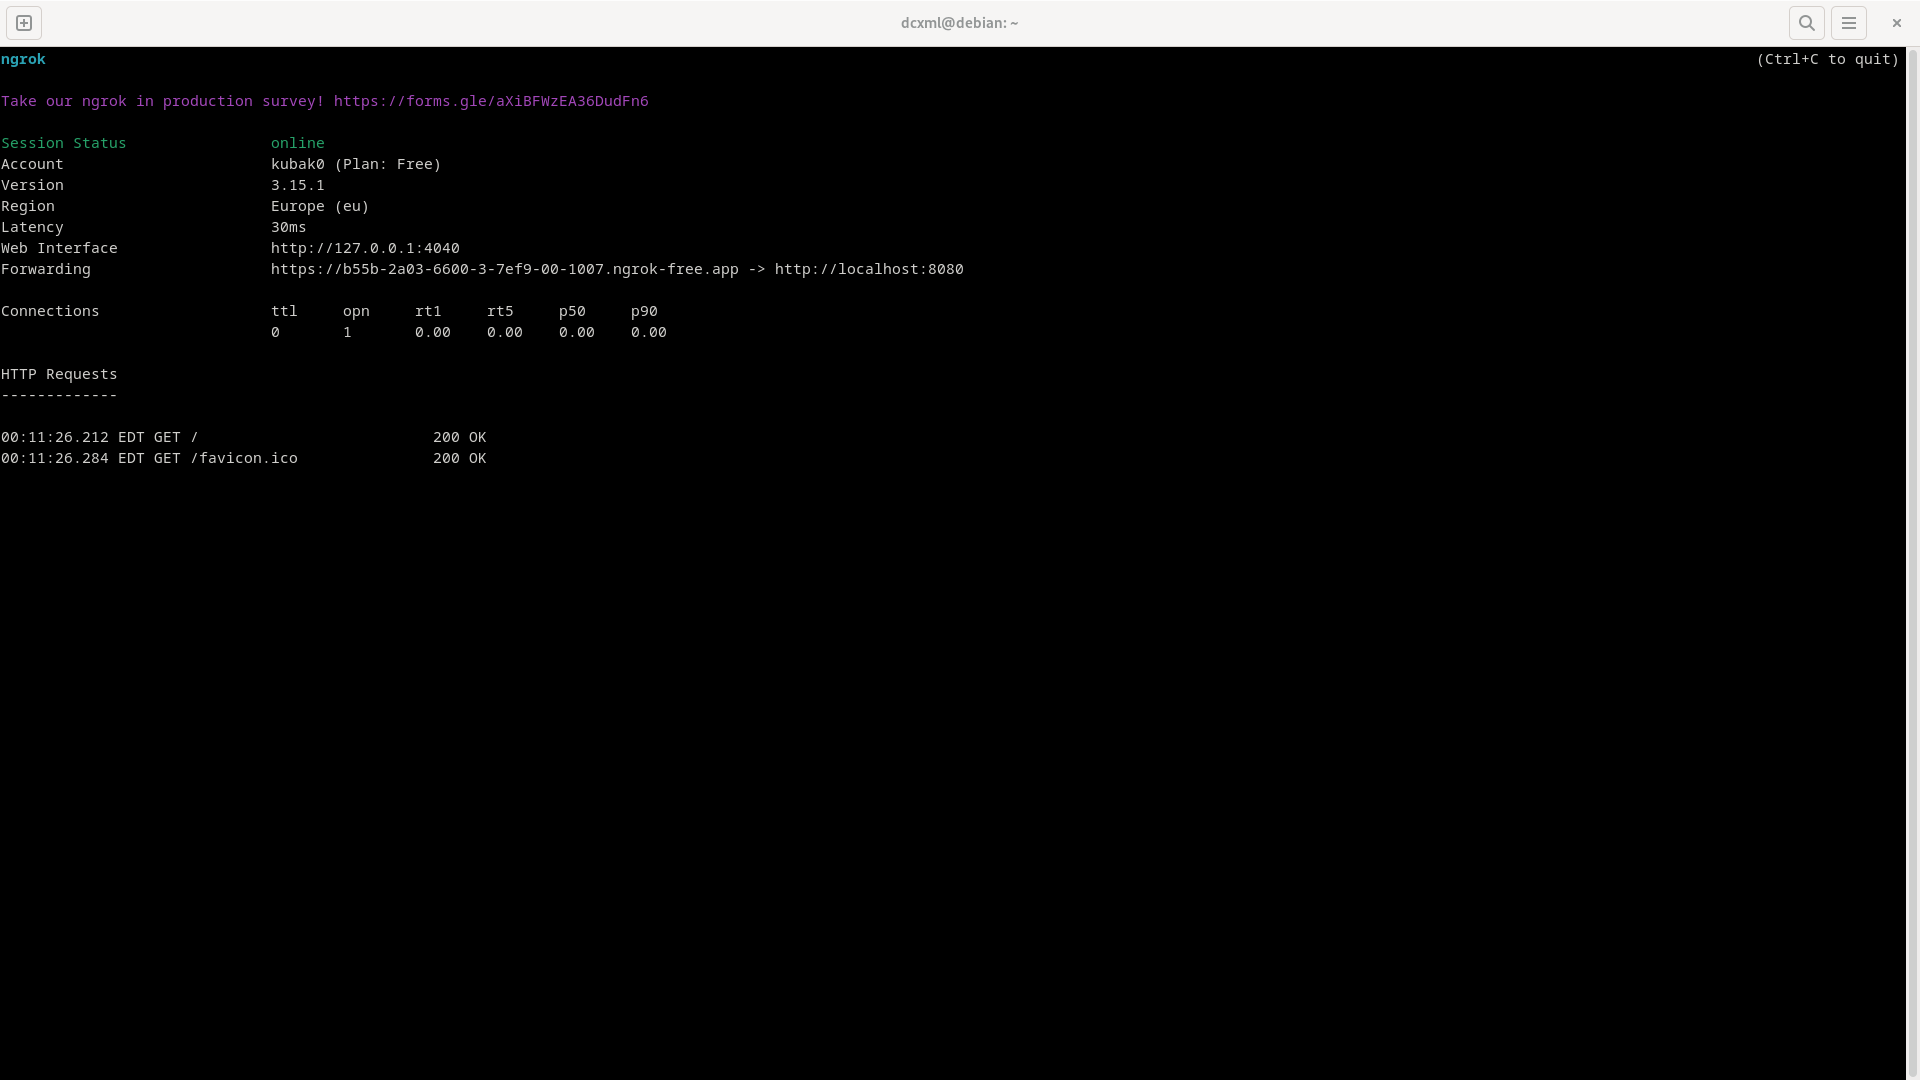 dcxml@debian: ~
ngrok (Ctrl+C to quit)
Take our ngrok in production survey! https://forms.gle/aXiBFWzEA36DudFn6
Session Status online
Account kubak0 (Plan: Free)
Version 3.15.1
Region Europe (eu)
Latency 30ms
Web Interface http://127.0.0.1:4040
Forwarding https://b55b-2a03-6600-3-7ef9-00-1007.ngrok-free.app -> http://localhost:8080
Connections ttl opn rt1 rt5 p50 p90
0 1 0.00 0.00 0.00 0.00
HTTP Requests
-------------
00:11:26.212 EDT GET / 200 OK
00:11:26.284 EDT GET /favicon.ico 200 OK